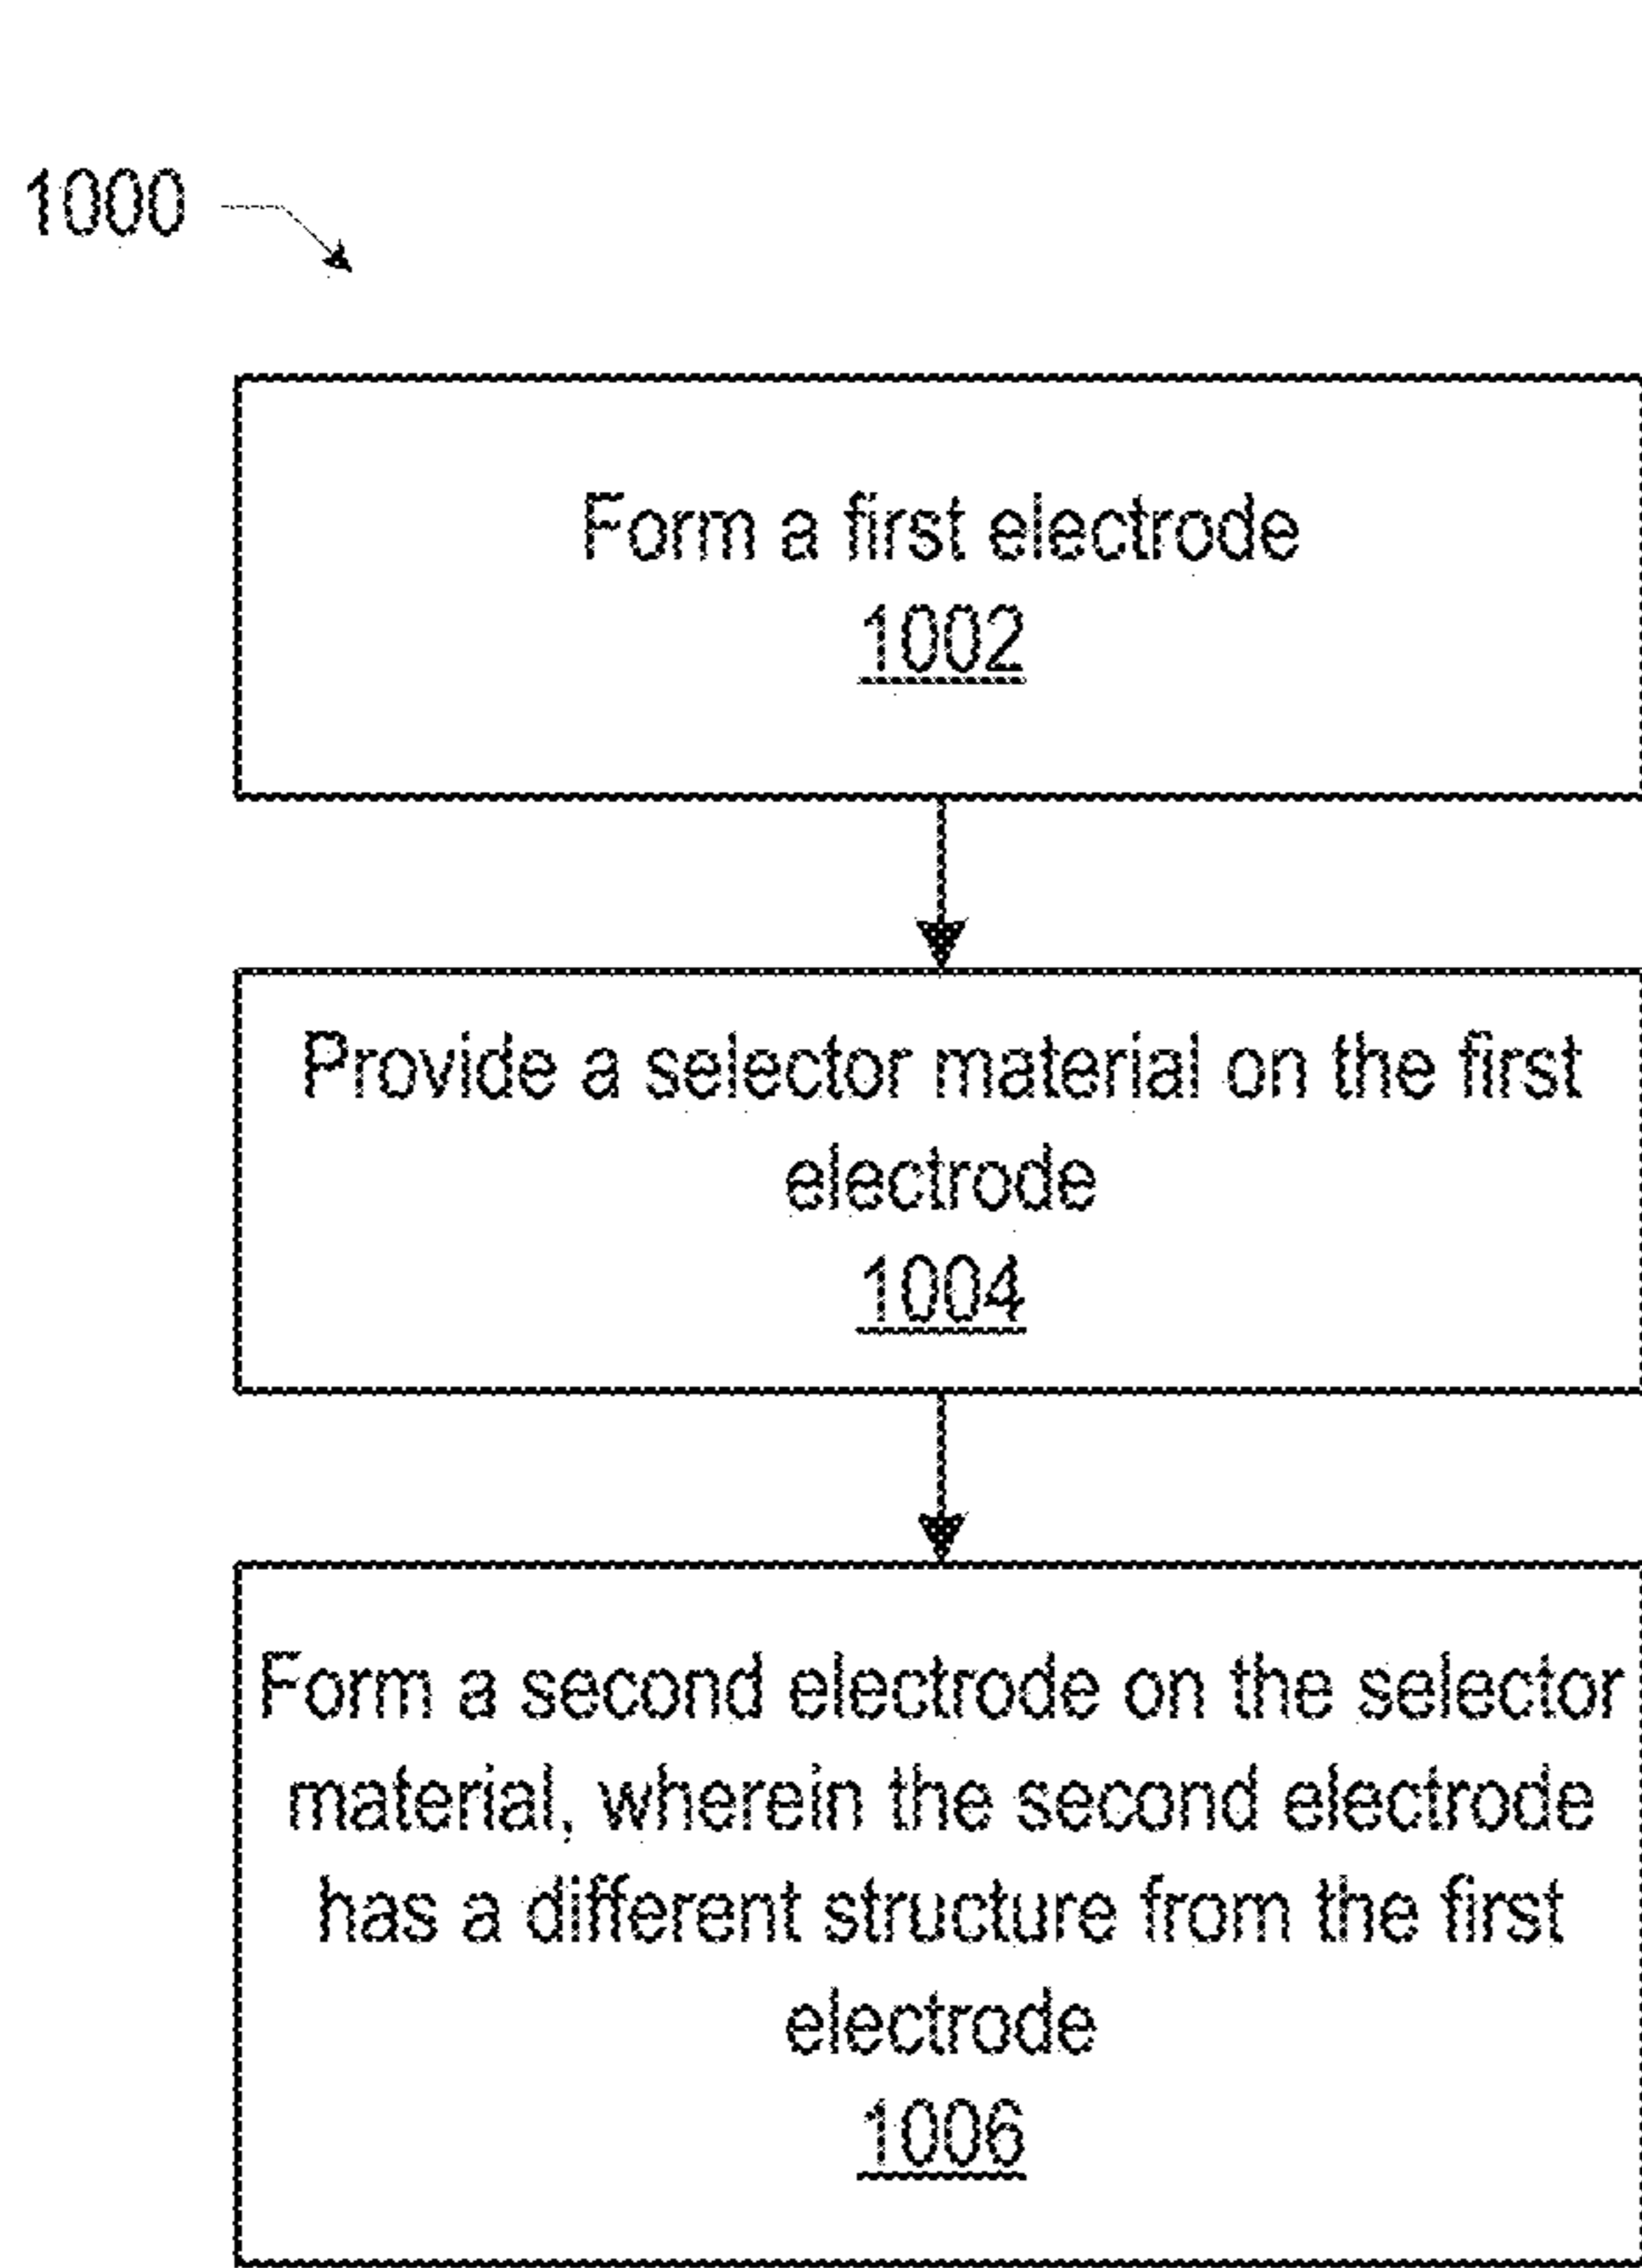 1000
Form a first electrode
1002
Provide a selector material on the first
electrode
1004
Form a second electrode on the selector
material, wherein the second electrode
has a different structure from the first
electrode
1006